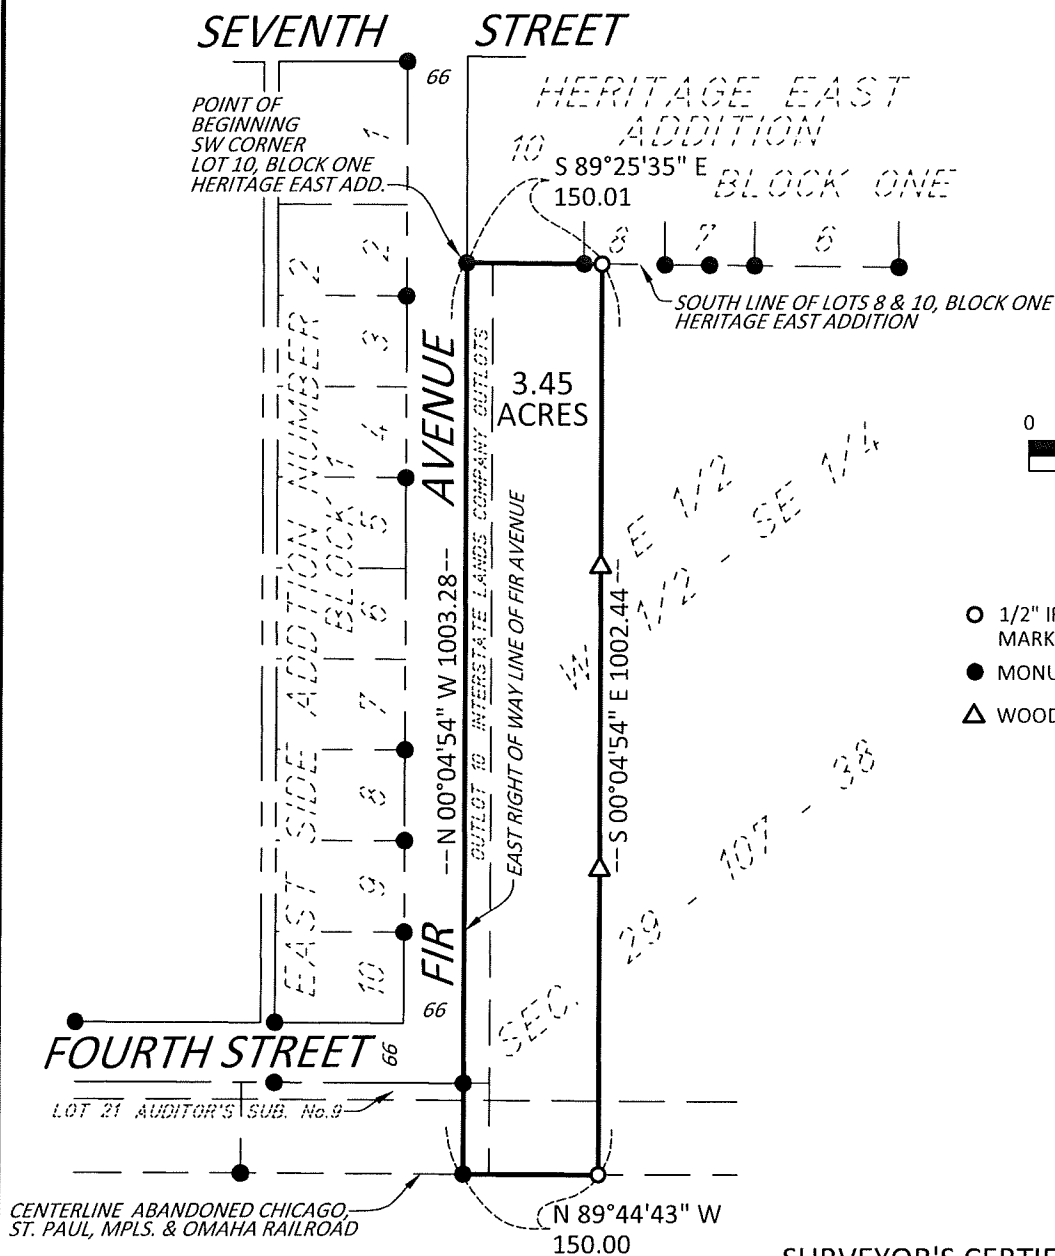 SEVENTH STREET
66
POINT OF
BEGINNING
SW CORNER
LOT 10, BLOCK ONE
HERITAGE EAST ADD.
HERITAGE EAST
ADDITION
BLOCK ONE
10
S 89°25'35" E
150.01
8
7
6
SOUTH LINE OF LOTS 8 & 10, BLOCK ONE
HERITAGE EAST ADDITION
1
2
3
4
5
6
7
8
9
10
EAST SIDE ADDITION NUMBER 2
BLOCK 1
FIR AVENUE
66
N 00°04'54" W 1003.28
OUTLOT 10 INTERSTATE LANDS COMPANY OUTLOTS
EAST RIGHT OF WAY LINE OF FIR AVENUE
3.45
ACRES
S 00°04'54" E 1002.44
E 1/2
W 1/2 - SE 1/4
SEC. 29 - 107 - 38
0
MARK
WOOD
FOURTH STREET
66
LOT 21 AUDITOR'S SUB. No.9
CENTERLINE ABANDONED CHICAGO,
ST. PAUL, MPLS. & OMAHA RAILROAD
N 89°44'43" W
150.00